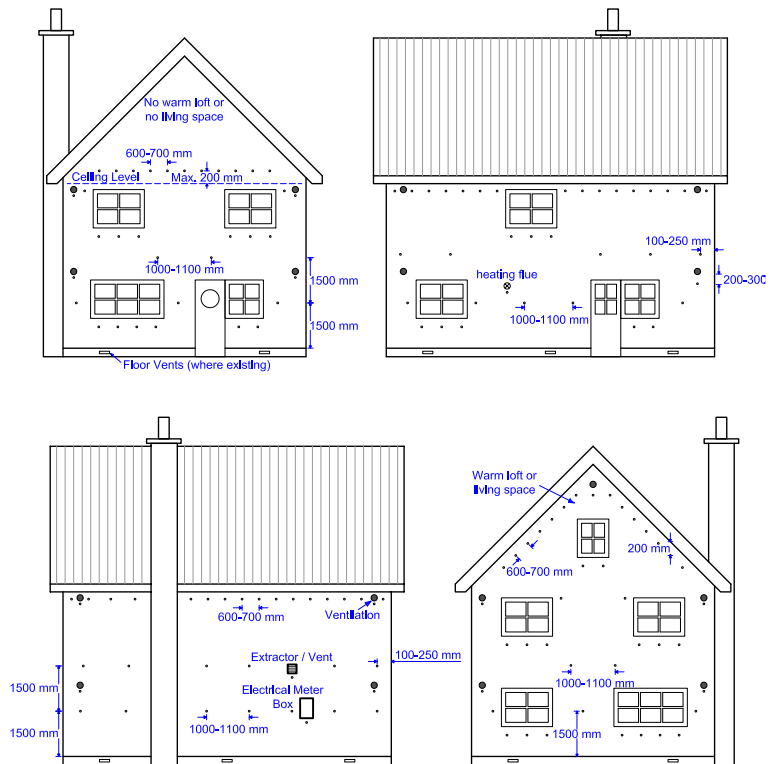 No warm loft or
no living space
600-700 mm
Ceiling Level
Max. 200 mm
1000-1100 mm
1500 mm
1500 mm
Floor Vents (where existing)
100-250 mm
heating flue
200-300
1000-1100 mm
600-700 mm
Ventilation
Extractor / Vent
100-250 mm
Electrical Meter
Box
1500 mm
1500 mm
1000-1100 mm
Warm loft or
living space
200 mm
600-700 mm
1000-1100 mm
1500 mm